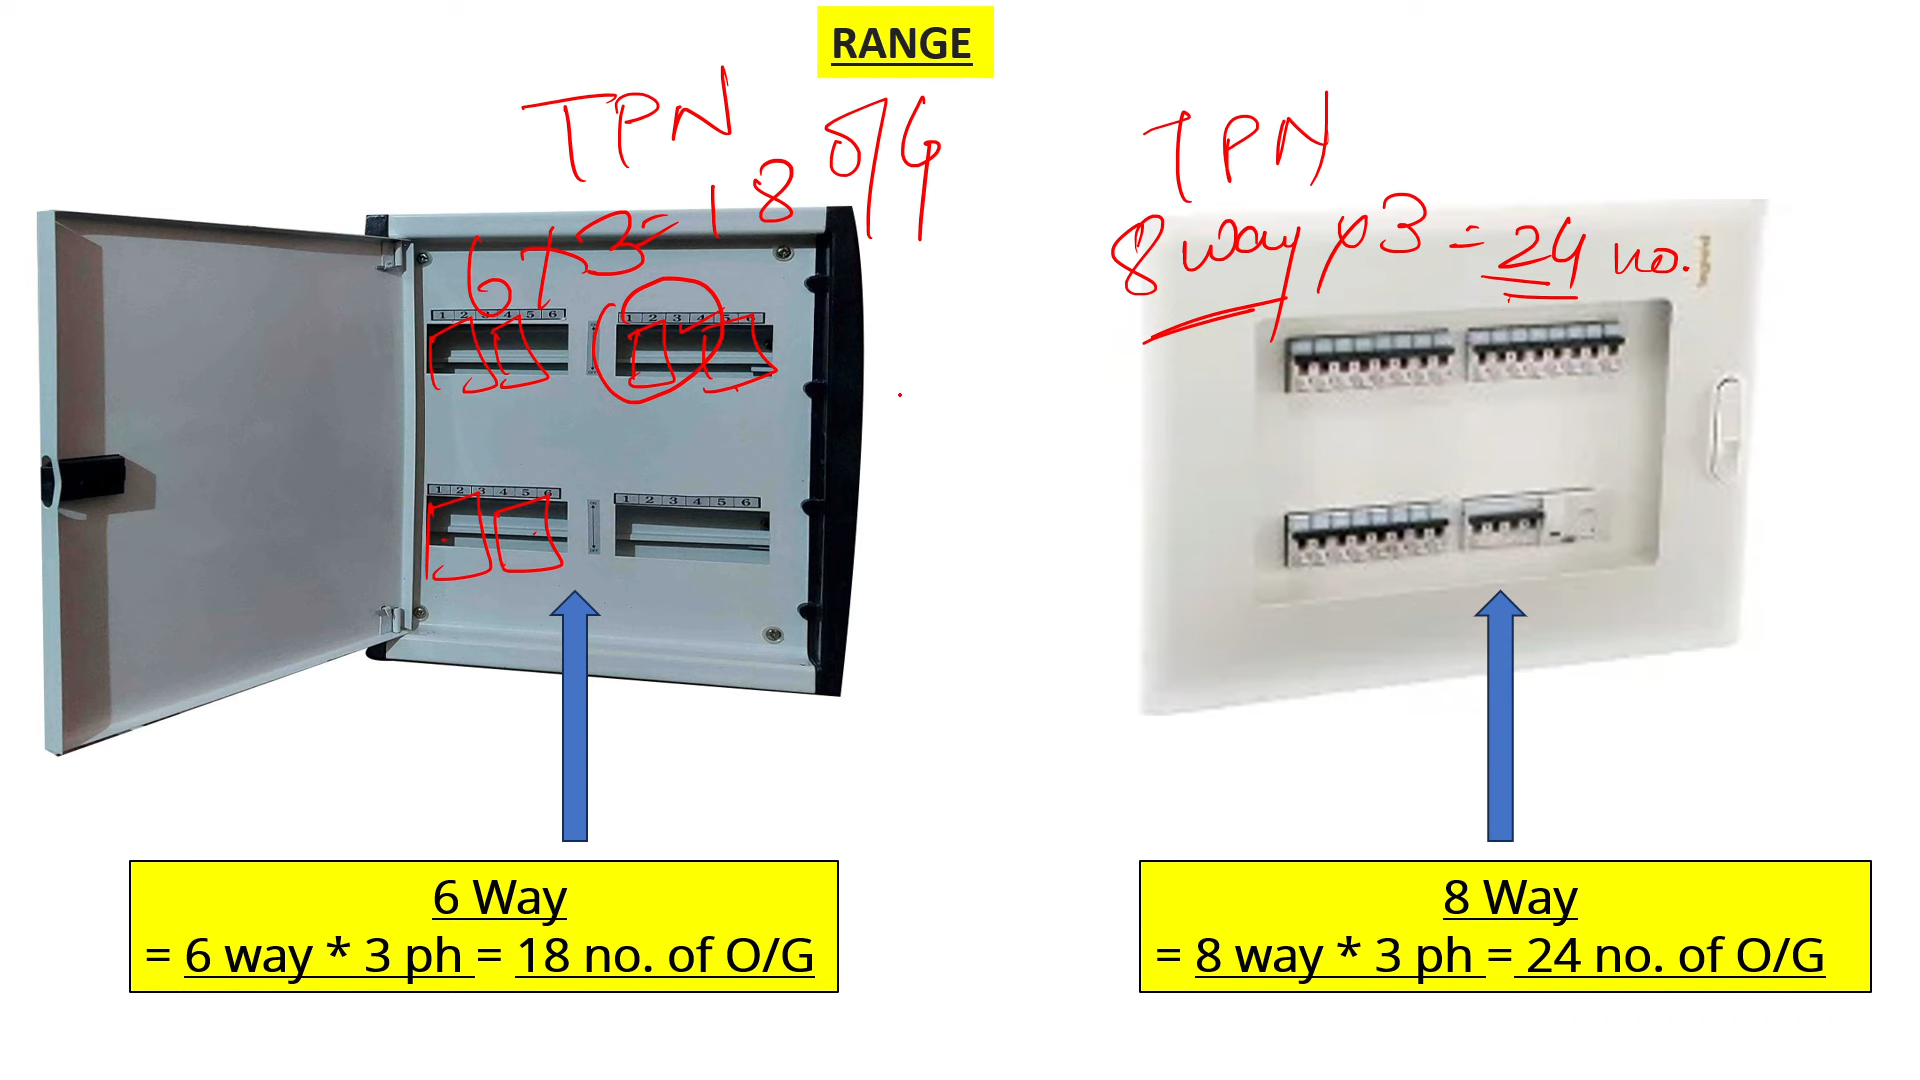 RANGE
TPN
O/G
6 x 3 = 18
TPN
8 way x 3 = 24 no.
legrand
1 2 3 4 5 6
1 2 3 4 5 6
1 2 3 4 5 6
1 2 3 4 5 6
6 Way
= 6 way * 3 ph = 18 no. of O/G
8 Way
= 8 way * 3 ph = 24 no. of O/G